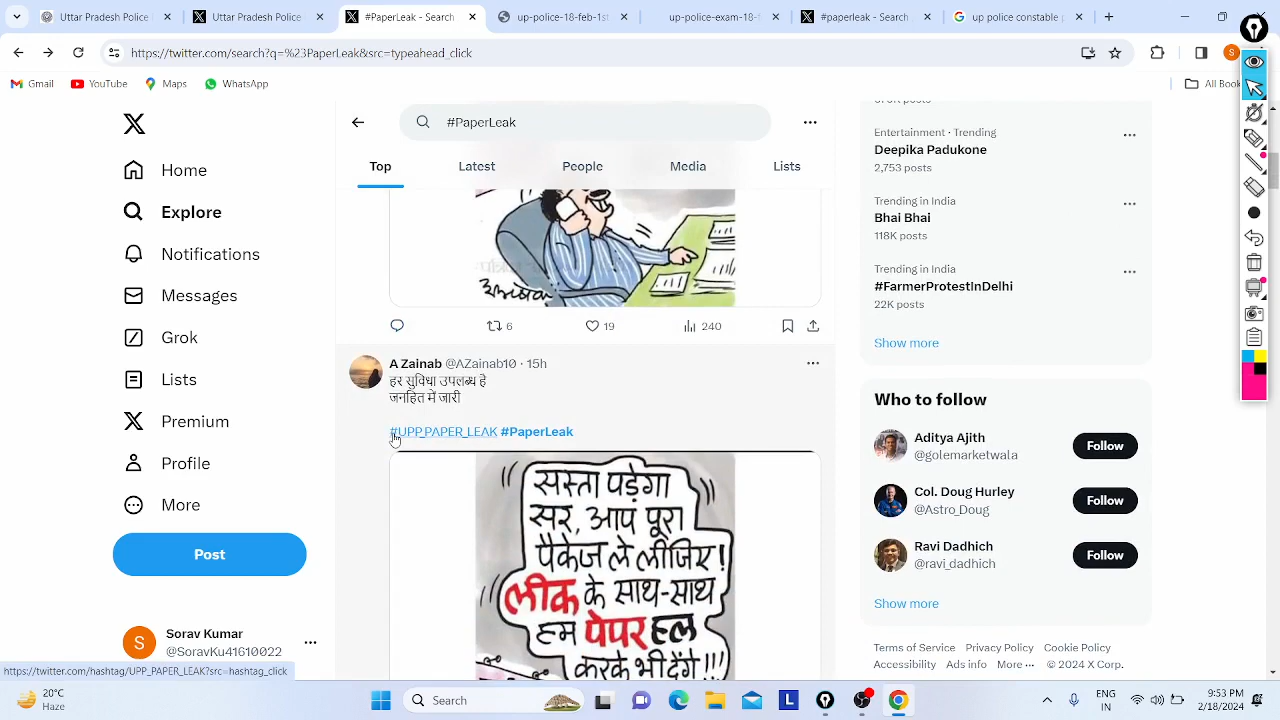 Uttar Pradesh Police
Uttar Pradesh Police
#PaperLeak - Search
up-police-18-feb-1st
up-price-exam-18-f
#paperleak - Search
up police constable
https://twitter.com/search?q=%23PaperLeak&src=typeahead_click
S
Gmail
YouTube
Maps
WhatsApp
All Book
#PaperLeak
Top
Latest
People
Media
Lists
Home
Explore
Notifications
Messages
Grok
Lists
Premium
Profile
More
Post
S
Sorav Kumar
@SoravKu41610022
6
19
240
A Zainab @AZainab10 · 15h
हर सुविधा उपलब्ध है
जनहित में जारी
#UPP_PAPER_LEAK #PaperLeak
सस्ता पड़ेगा
सर, आप पूरा
पैकेज ले लीजिए!
लीक के साथ-साथ
हम पेपर हल
करके भी देंगे!!!
Entertainment · Trending
Deepika Padukone
2,753 posts
Trending in India
Bhai Bhai
118K posts
Trending in India
#FarmerProtestInDelhi
22K posts
Show more
Who to follow
Aditya Ajith
@golemarketwala
Follow
Col. Doug Hurley
@Astro_Doug
Follow
Ravi Dadhich
@ravi_dadhich
Follow
Show more
Terms of Service Privacy Policy Cookie Policy
Accessibility Ads info More ··· © 2024 X Corp.
https://twitter.com/hashtag/UPP_PAPER_LEAK?src=hashtag_click
20°C
Haze
Search
L
ENG
IN
9:53 PM
2/18/2024